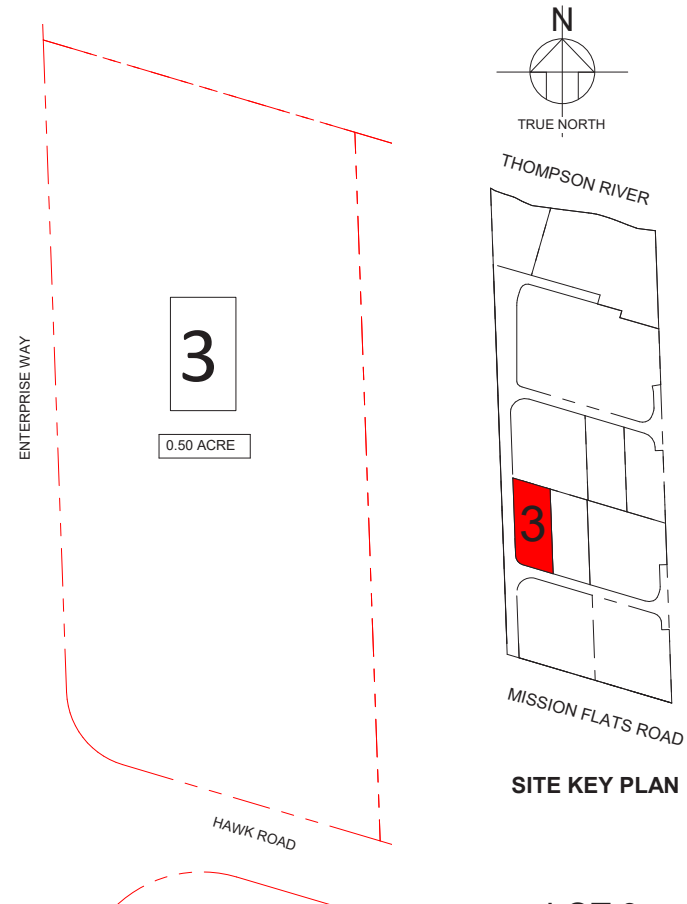 N
TRUE NORTH
THOMPSON RIVER
ENTERPRISE WAY
3
0.50 ACRE
3
MISSION FLATS ROAD
SITE KEY PLAN
HAWK ROAD